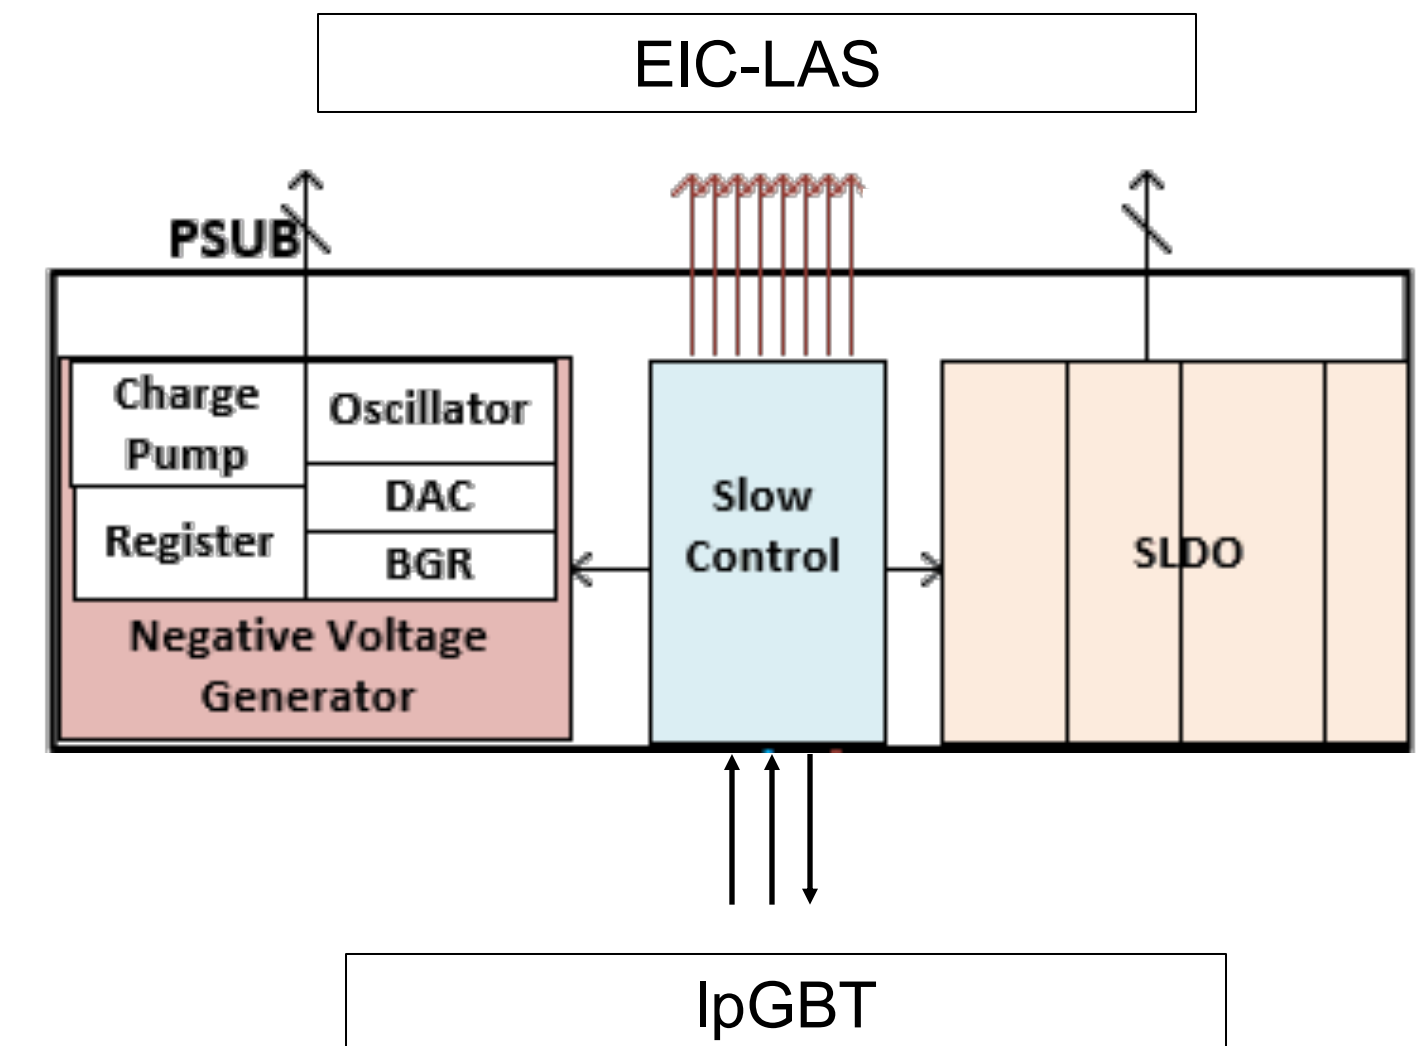 EIC-LAS
PSUB
Charge
Pump
Oscillator
DAC
Register
BGR
Negative Voltage
Generator
Slow
Control
SLDO
lpGBT